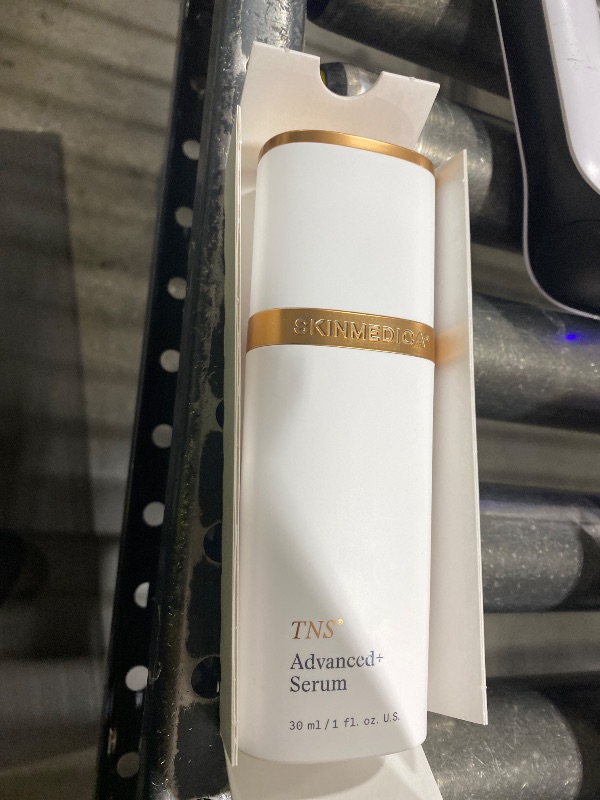 SKINMEDICA®
TNS®
Advanced+
Serum
30 ml / 1 fl. oz. U.S.